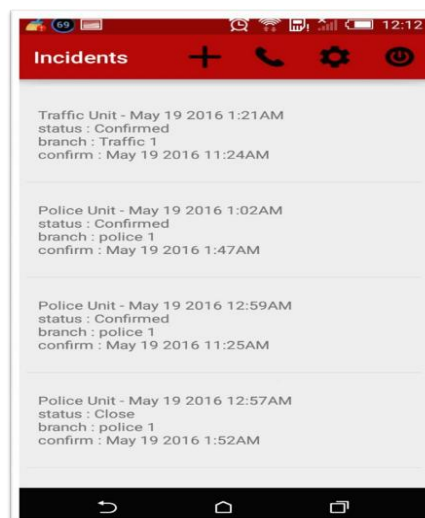 69 12:12
Incidents
Traffic Unit - May 19 2016 1:21AM
status : Confirmed
branch : Traffic 1
confirm : May 19 2016 11:24AM
Police Unit - May 19 2016 1:02AM
status : Confirmed
branch : police 1
confirm : May 19 2016 1:47AM
Police Unit - May 19 2016 12:59AM
status : Confirmed
branch : police 1
confirm : May 19 2016 11:25AM
Police Unit - May 19 2016 12:57AM
status : Close
branch : police 1
confirm : May 19 2016 1:52AM